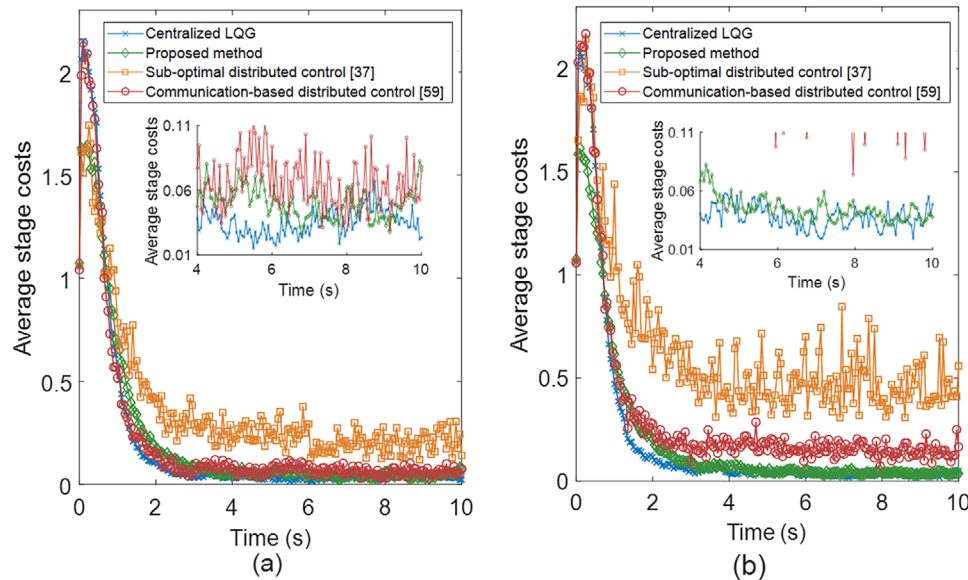 Centralized LQG
Proposed method
Sub-optimal distributed control [37]
Communication-based distributed control [59]
2
1.5
1
0.5
0
0.11
0.06
0.01
Average stage costs
4
6
8
10
Time (s)
Average stage costs
0
2
4
6
8
10
Time (s)
(a)
Centralized LQG
Proposed method
Sub-optimal distributed control [37]
Communication-based distributed control [59]
2
1.5
1
0.5
0
0.11
0.06
0.01
Average stage costs
4
6
8
10
Time (s)
Average stage costs
0
2
4
6
8
10
Time (s)
(b)